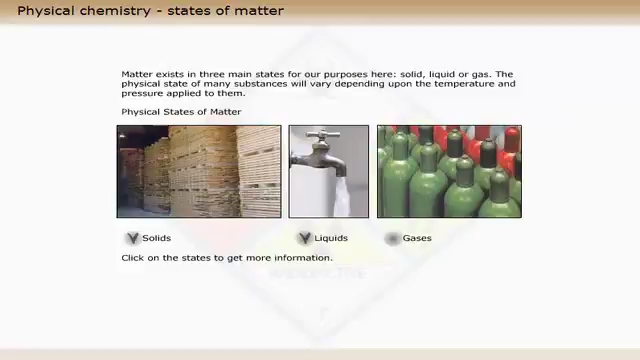 Physical chemistry - states of matter
Matter exists in three main states for our purposes here: solid, liquid or gas. The
physical state of many substances will vary depending upon the temperature and
pressure applied to them.
Physical States of Matter
Solids
Liquids
Gases
Click on the states to get more information.
RADIOACTIVE
7